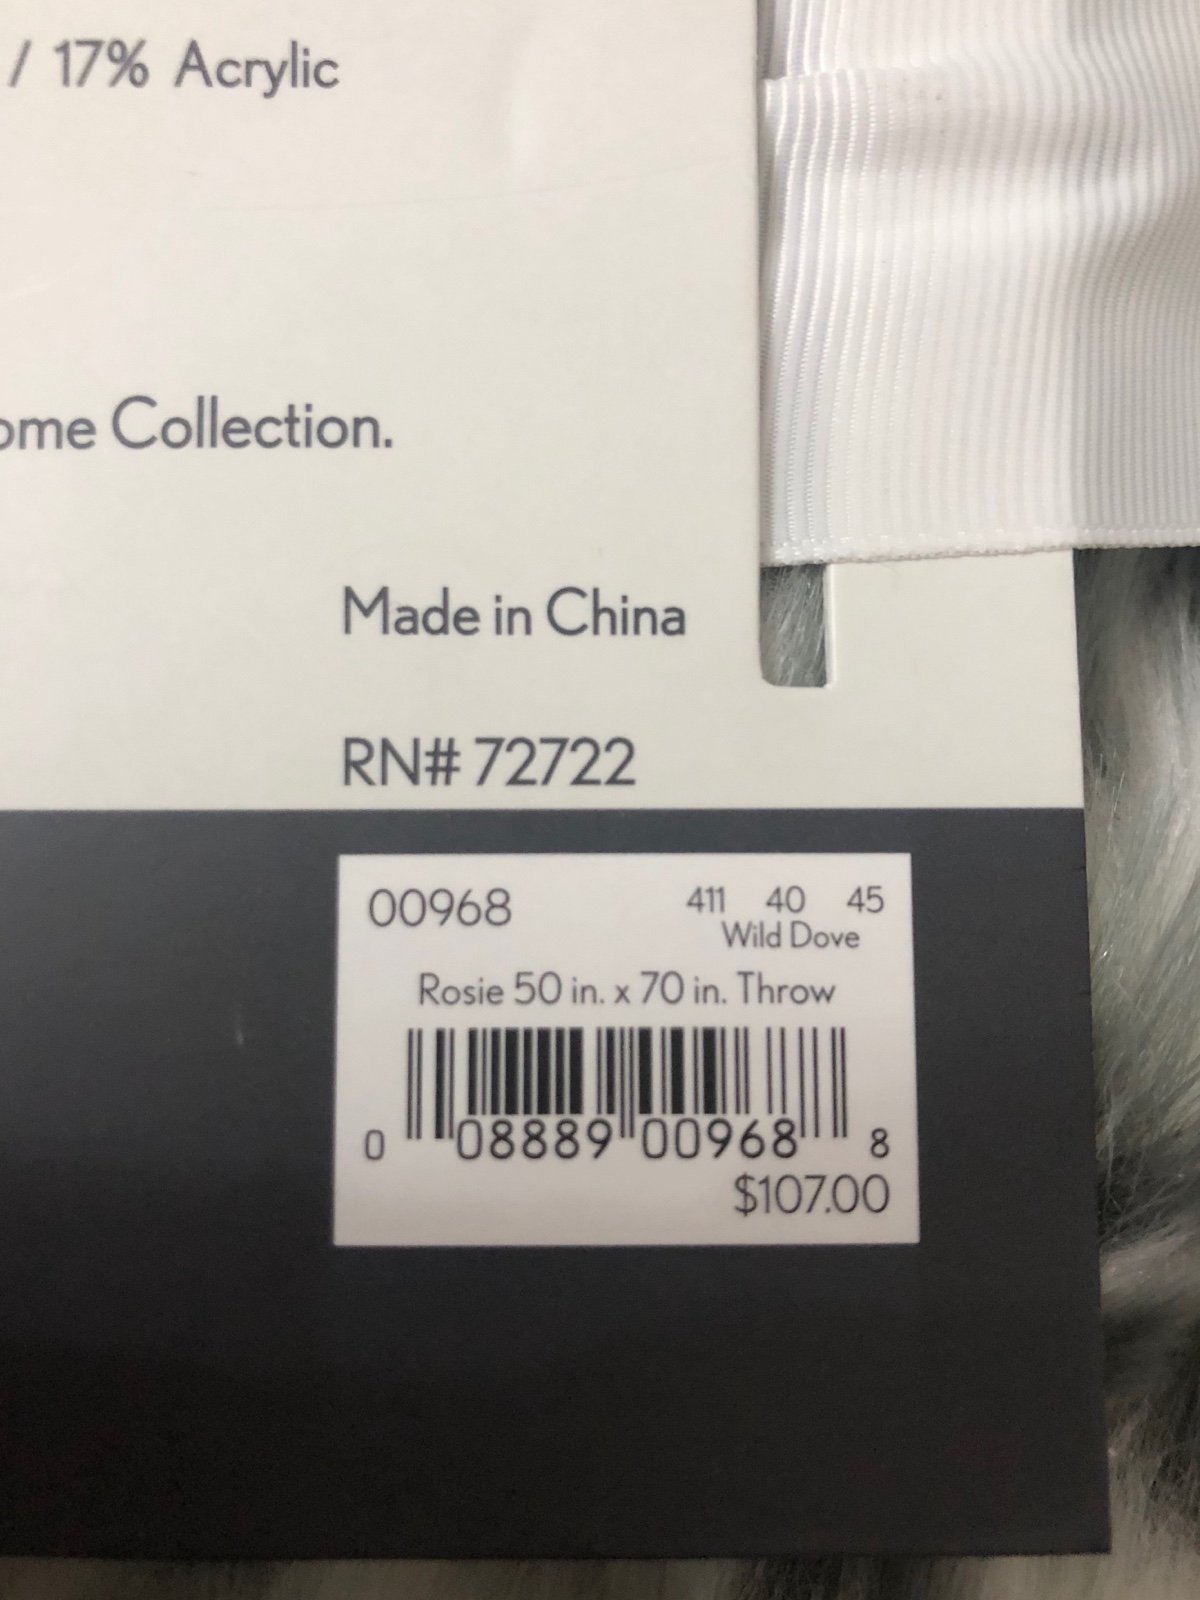 / 17% Acrylic
ome Collection.
Made in China
RN# 72722
00968 411 40 45
Wild Dove
Rosie 50 in. x 70 in. Throw
0 08889 00968 8
$107.00